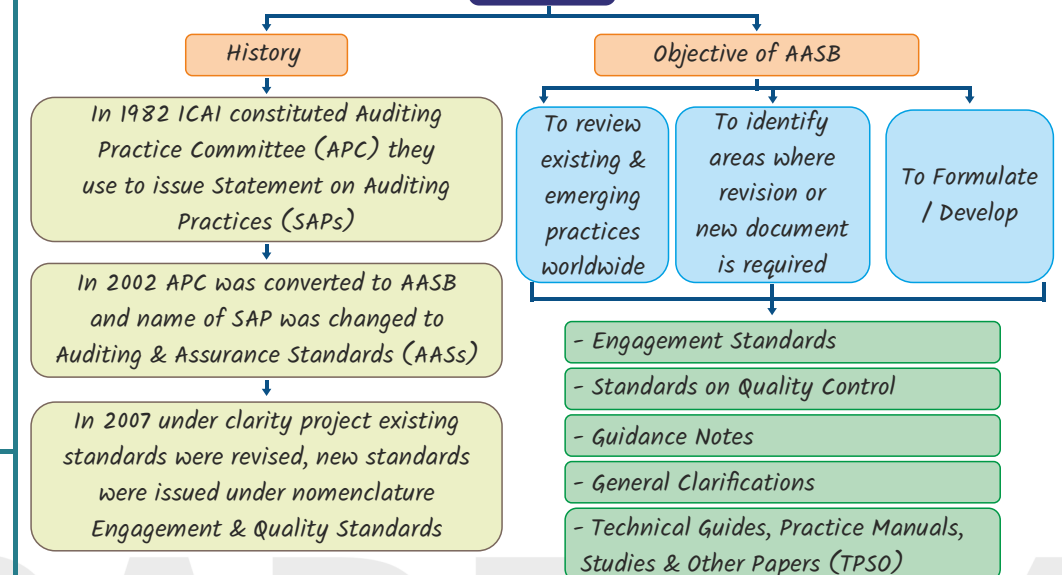 History
In 1982 ICAI constituted Auditing
Practice Committee (APC) they
use to issue Statement on Auditing
Practices (SAPs)
In 2002 APC was converted to AASB
and name of SAP was changed to
Auditing & Assurance Standards (AASs)
In 2007 under clarity project existing
standards were revised, new standards
were issued under nomenclature
Engagement & Quality Standards
Objective of AASB
To review
existing &
emerging
practices
worldwide
To identify
areas where
revision or
new document
is required
To Formulate
/ Develop
- Engagement Standards
- Standards on Quality Control
- Guidance Notes
- General Clarifications
- Technical Guides, Practice Manuals,
Studies & Other Papers (TPSO)